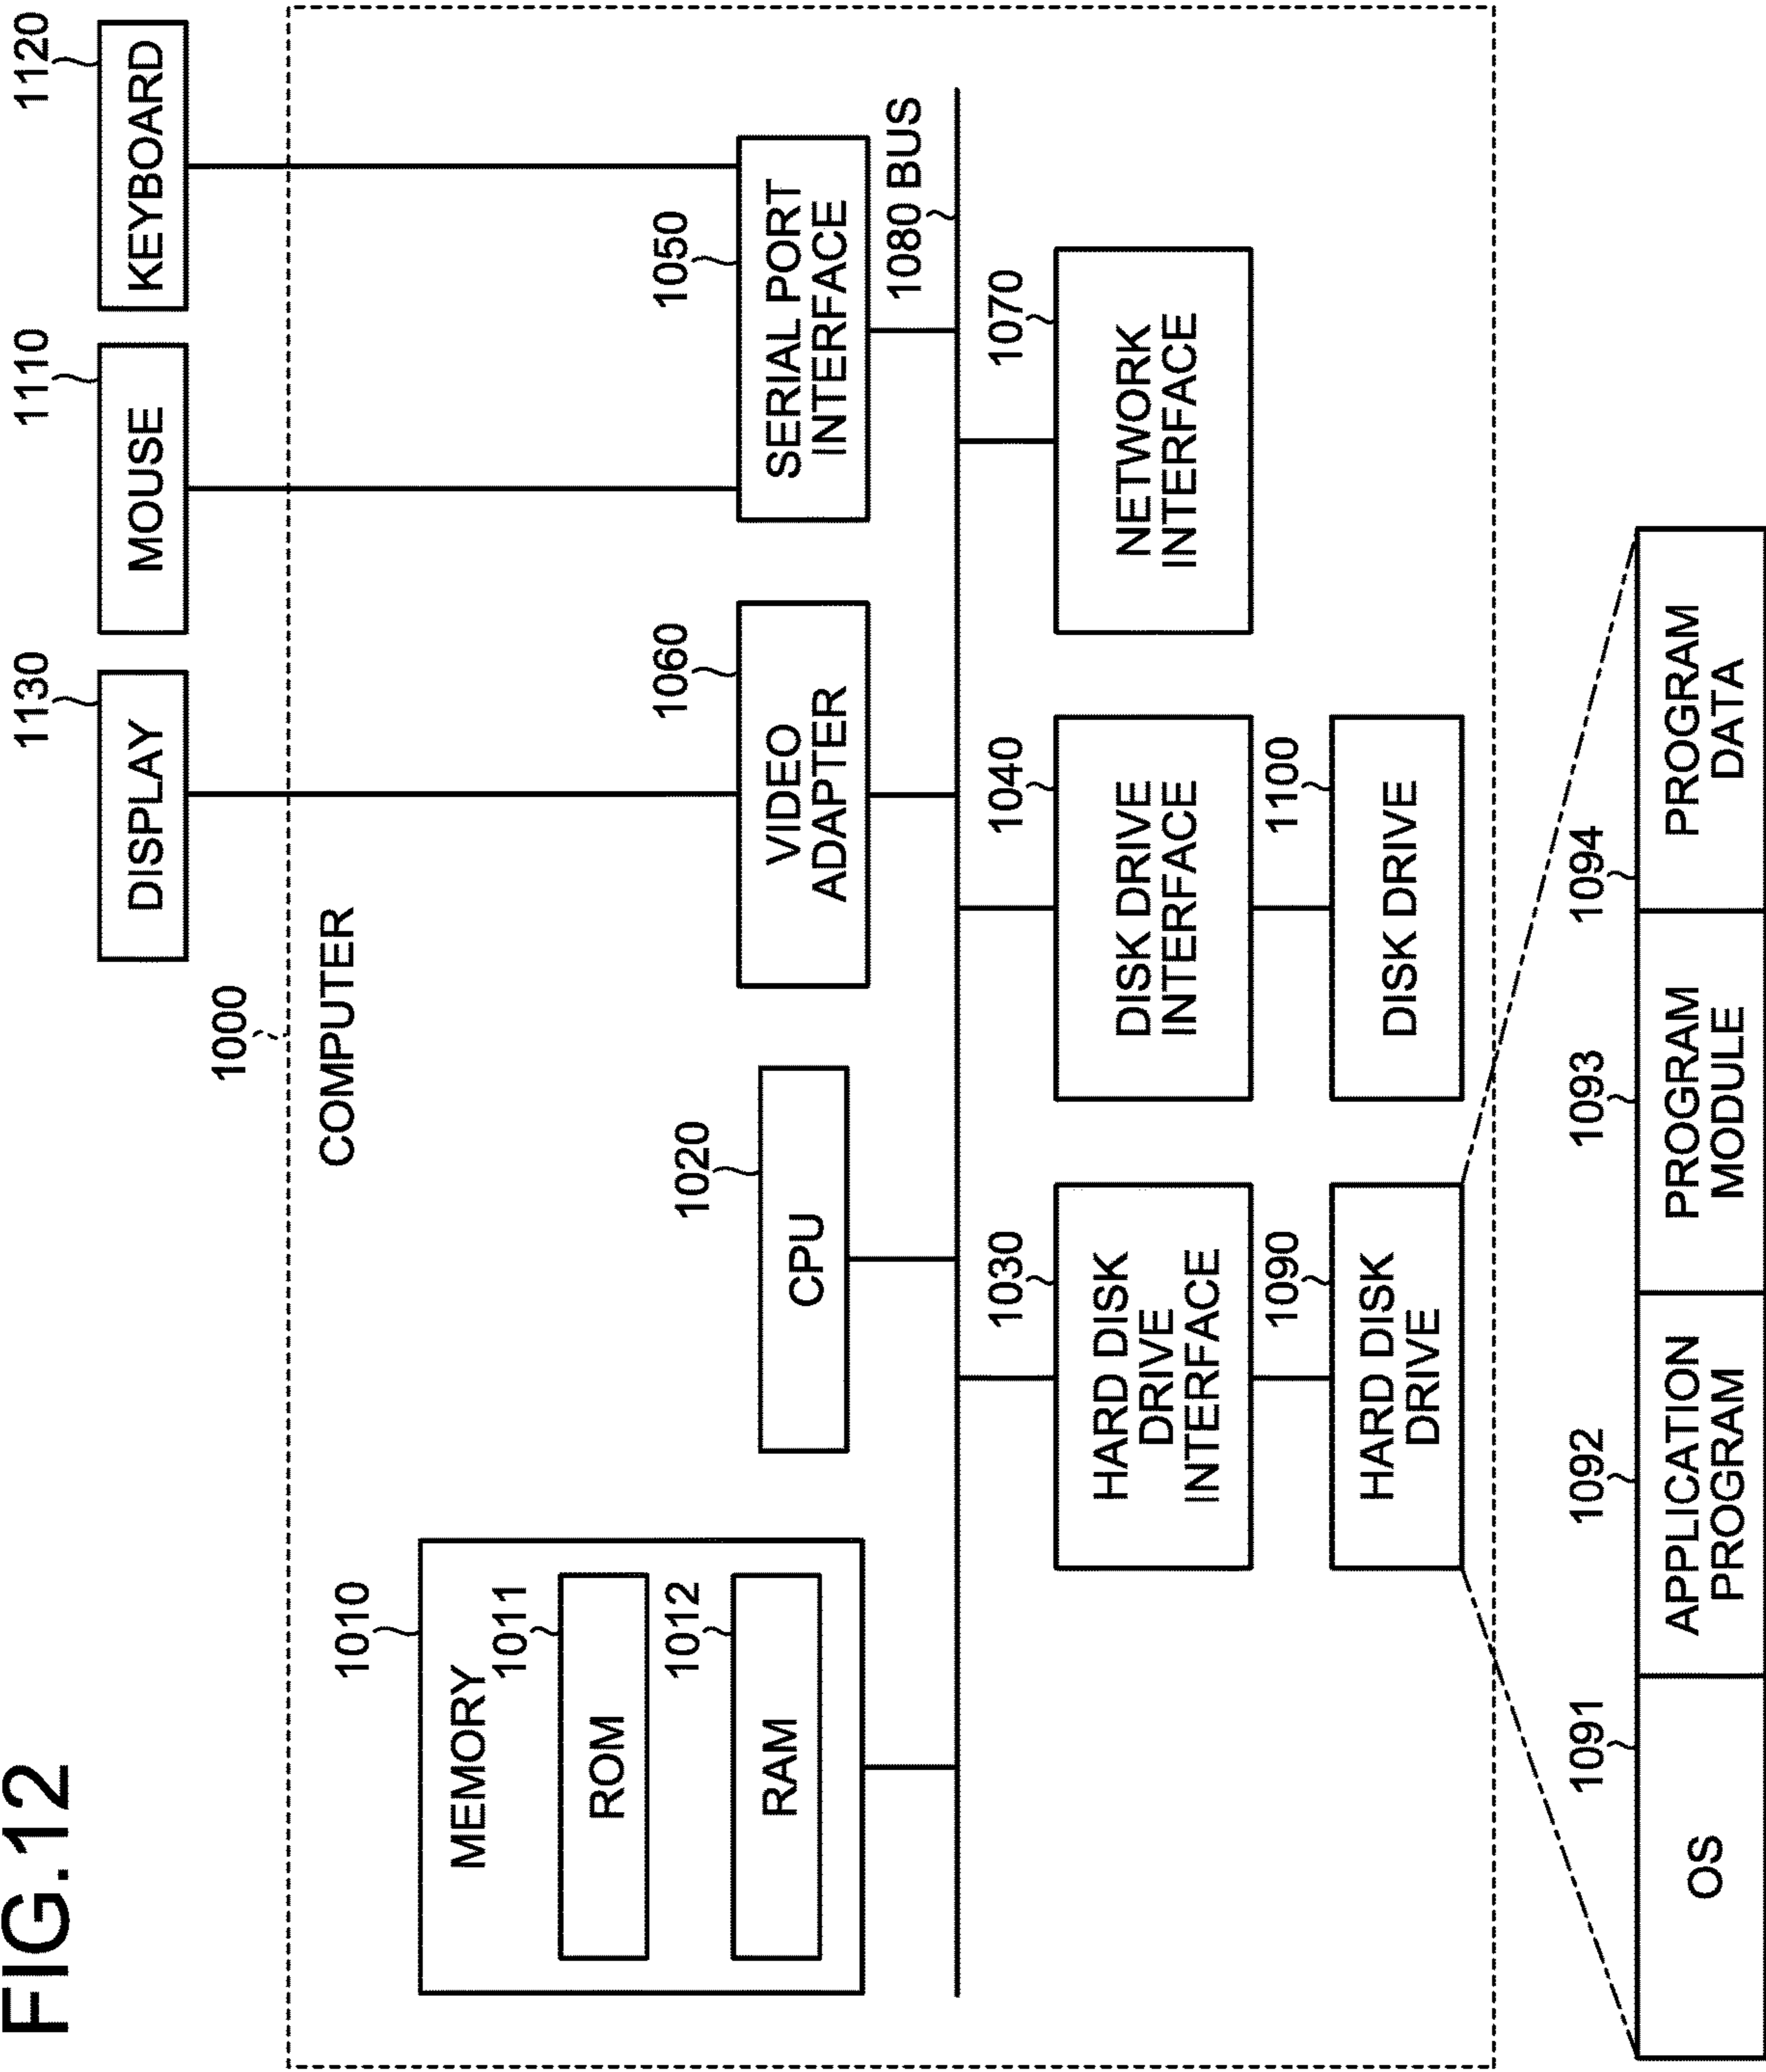 FIG.12
1130
1110
1120
DISPLAY
MOUSE
KEYBOARD
1000
COMPUTER
1010
MEMORY
1011
ROM
1012
RAM
1020
CPU
1060
VIDEO
ADAPTER
1050
SERIAL PORT
INTERFACE
1080 BUS
1030
HARD DISK
DRIVE
INTERFACE
1040
DISK DRIVE
INTERFACE
1070
NETWORK
INTERFACE
1090
HARD DISK
DRIVE
1100
DISK DRIVE
1091
OS
1092
APPLICATION
PROGRAM
1093
PROGRAM
MODULE
1094
PROGRAM
DATA